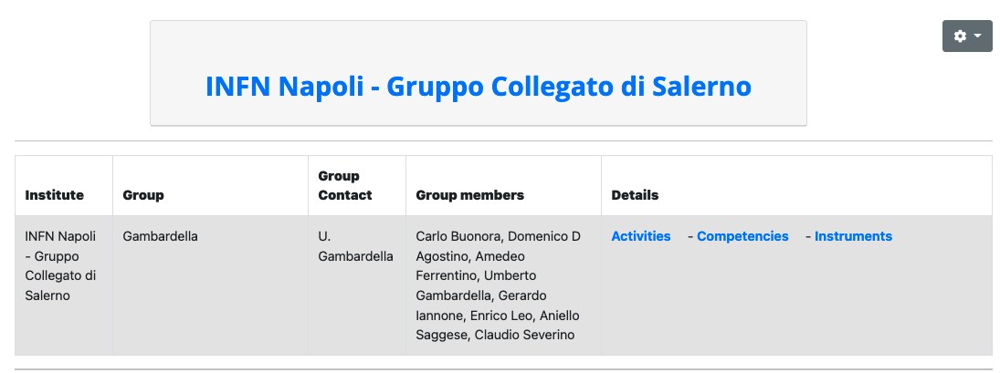 INFN Napoli - Gruppo Collegato di Salerno
Institute
Group
Group
Contact
Group members
Details
INFN Napoli
- Gruppo
Collegato di
Salerno
Gambardella
U.
Gambardella
Carlo Buonora, Domenico D
Agostino, Amedeo
Ferrentino, Umberto
Gambardella, Gerardo
Iannone, Enrico Leo, Aniello
Saggese, Claudio Severino
Activities - Competencies - Instruments